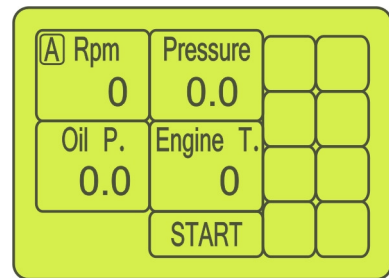 A Rpm Pressure
0 0.0
Oil P. Engine T.
0.0 0
START